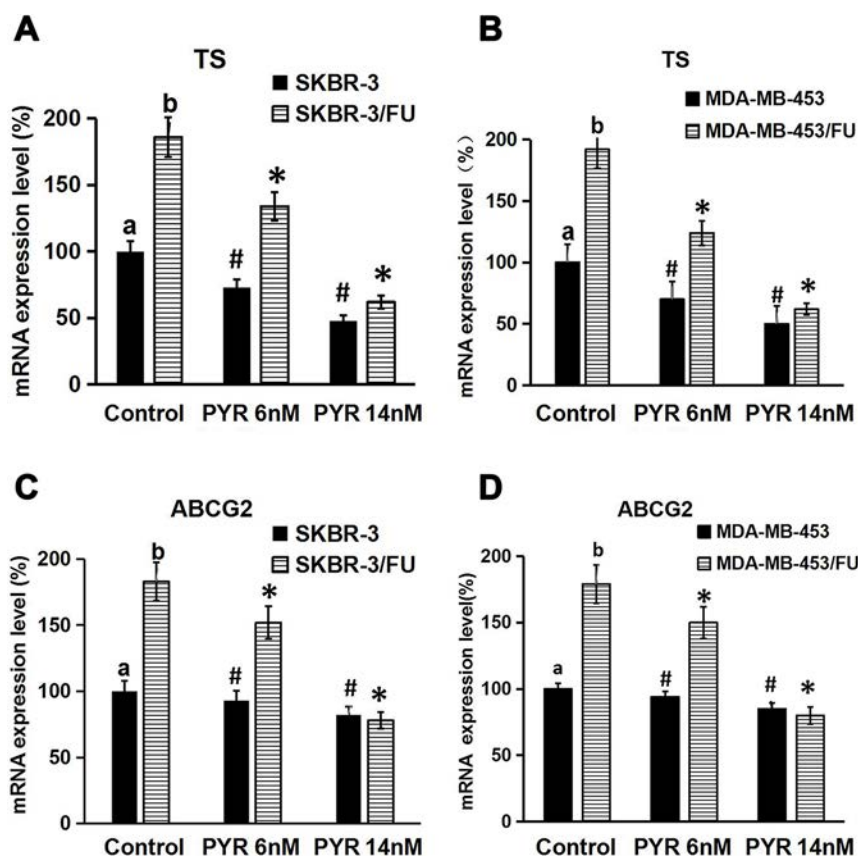 A
TS
SKBR-3
SKBR-3/FU
mRNA expression level (%)
200
150
100
50
0
a
b
#
*
#
*
Control PYR 6nM PYR 14nM
B
TS
MDA-MB-453
MDA-MB-453/FU
mRNA expression level（%）
200
150
100
50
0
a
b
#
*
#
*
Control PYR 6nM PYR 14nM
C
ABCG2
SKBR-3
SKBR-3/FU
mRNA expression level (%)
200
150
100
50
0
a
b
#
*
#
*
Control PYR 6nM PYR 14nM
D
ABCG2
MDA-MB-453
MDA-MB-453/FU
mRNA expression level(%)
200
150
100
50
0
a
b
#
*
#
*
Control PYR 6nM PYR 14nM